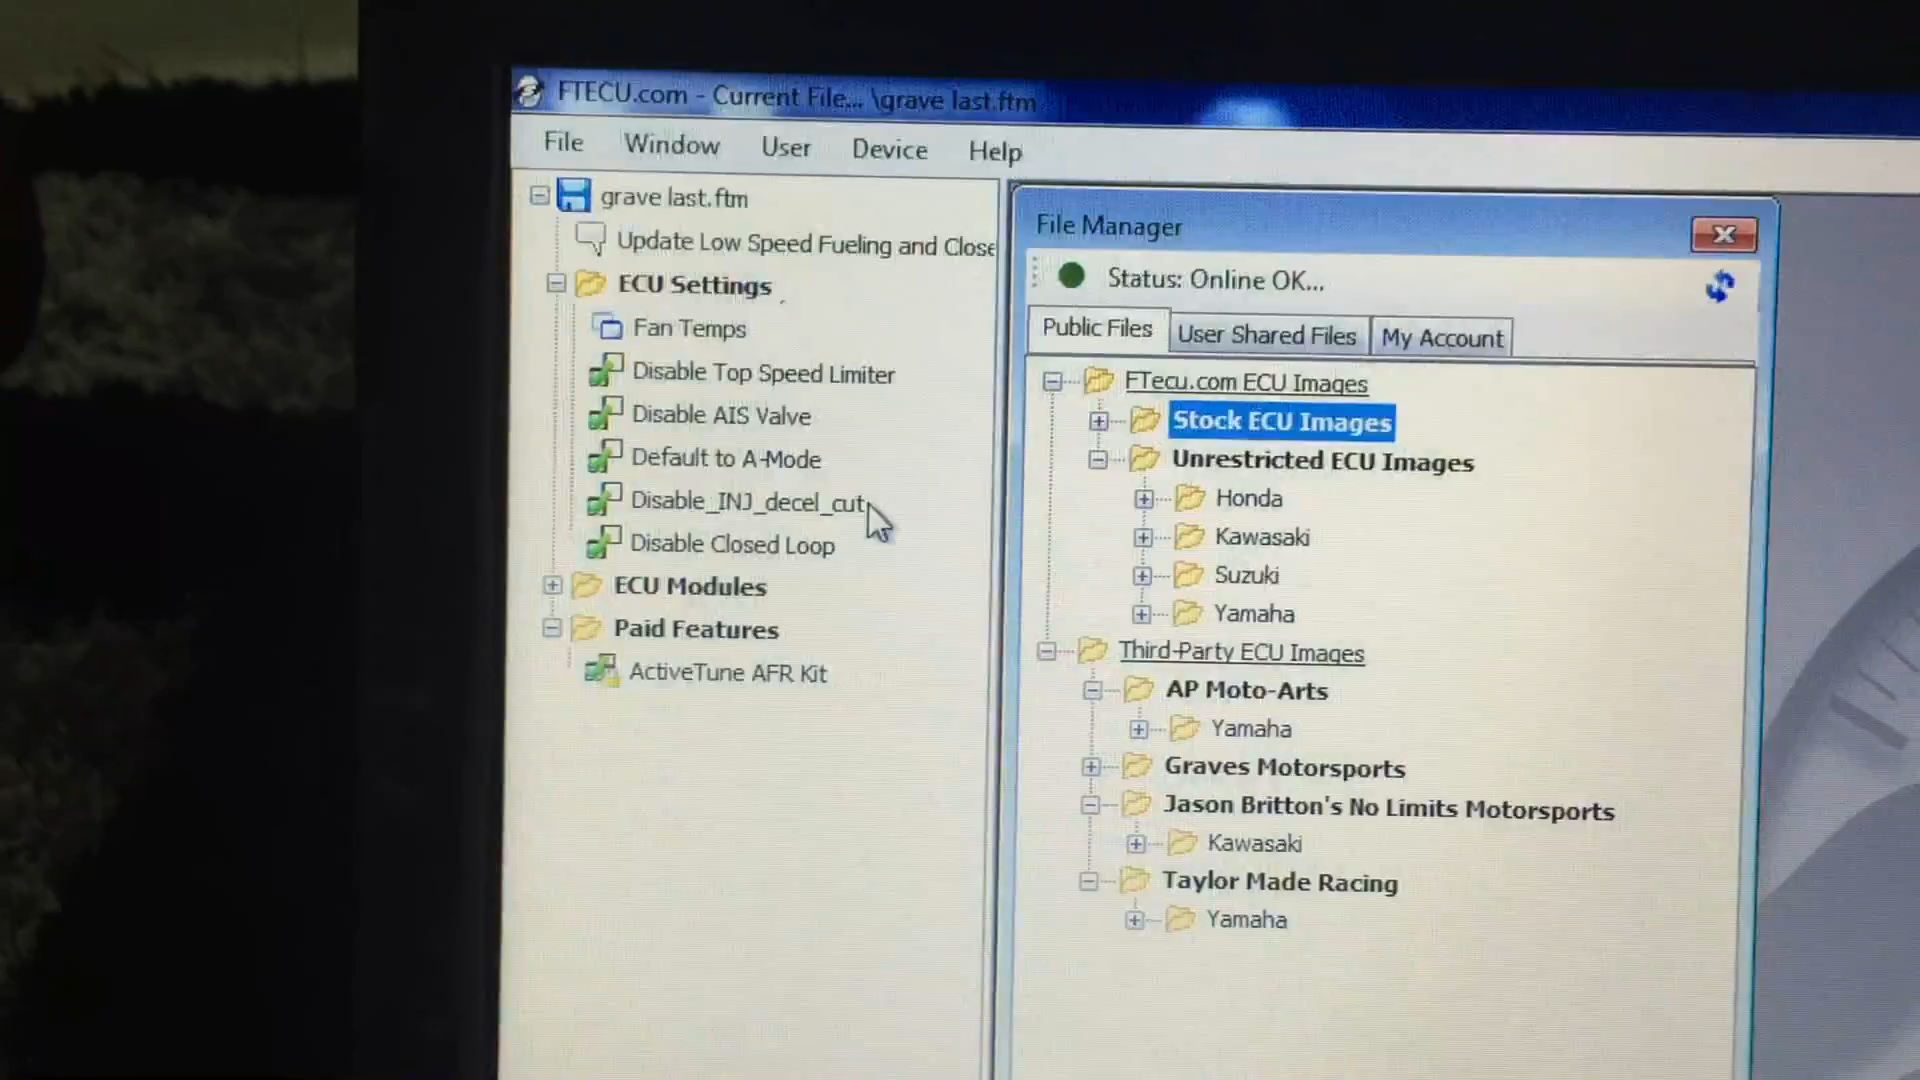 FTECU.com - Current File... \grave last.ftm
File Window User Device Help
grave last.ftm
Update Low Speed Fueling and Close
ECU Settings
Fan Temps
Disable Top Speed Limiter
Disable AIS Valve
Default to A-Mode
Disable_INJ_decel_cut
Disable Closed Loop
ECU Modules
Paid Features
ActiveTune AFR Kit
File Manager
Status: Online OK...
Public Files User Shared Files My Account
FTecu.com ECU Images
Stock ECU Images
Unrestricted ECU Images
Honda
Kawasaki
Suzuki
Yamaha
Third-Party ECU Images
AP Moto-Arts
Yamaha
Graves Motorsports
Jason Britton's No Limits Motorsports
Kawasaki
Taylor Made Racing
Yamaha